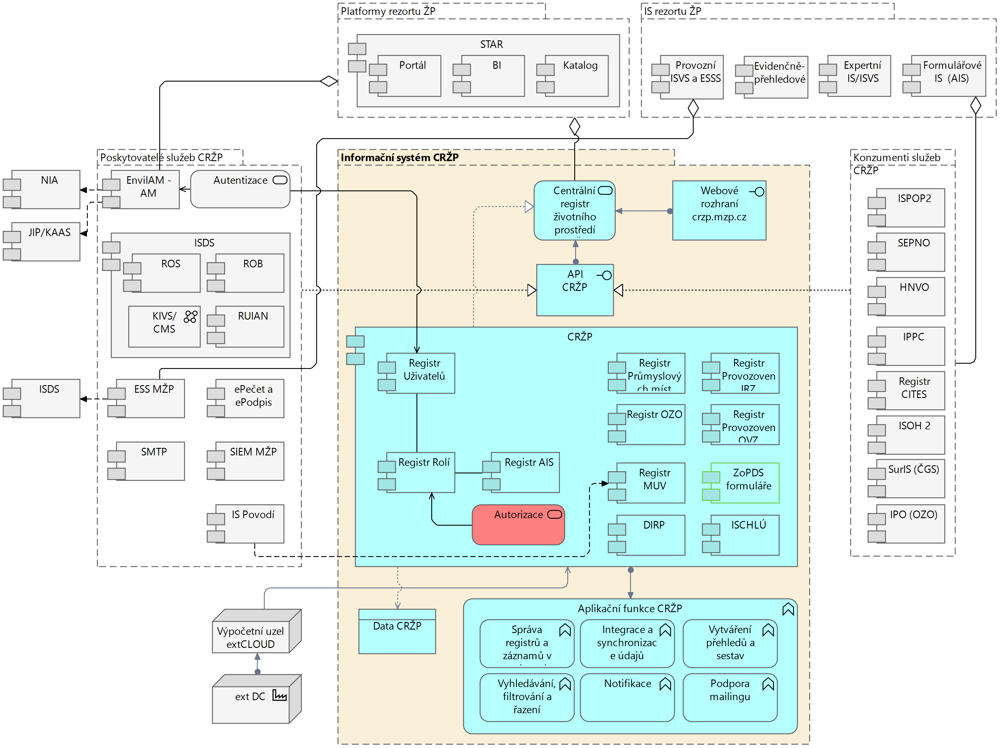 Platformy rezortu ŽP
STAR
Portál
BI
Katalog
IS rezortu ŽP
Provozní
ISVS a ESSS
Evidenčně-
přehledové
Expertní
IS/ISVS
Formulářové
IS (AIS)
Poskytovatelé služeb CRŽP
NIA
JIP/KAAS
EnviIAM -
AM
Autentizace
ISDS
ROS
ROB
KIVS/
CMS
RUIAN
ISDS
ESS MŽP
ePečet a
ePodpis
SMTP
SIEM MŽP
IS Povodí
Výpočetní uzel
extCLOUD
ext DC
Informační systém CRŽP
Centrální
registr
životního
prostředí
Webové
rozhraní
crzp.mzp.cz
API
CRŽP
CRŽP
Registr
Uživatelů
Registr Rolí
Registr AIS
Autorizace
Registr
Průmyslový
ch míst
Registr
Provozoven
IRZ
Registr OZO
Registr
Provozoven
OVZ
Registr
MUV
ZoPDS
formuláře
DIRP
ISCHLÚ
Data CRŽP
Aplikační funkce CRŽP
Správa
registrů a
záznamů v
Integrace a
synchronizac
e údajů
Vytváření
přehledů a
sestav
Vyhledávání,
filtrování a
řazení
Notifikace
Podpora
mailingu
Konzumenti služeb
CRŽP
ISPOP2
SEPNO
HNVO
IPPC
Registr
CITES
ISOH 2
SurIS (ČGS)
IPO (OZO)